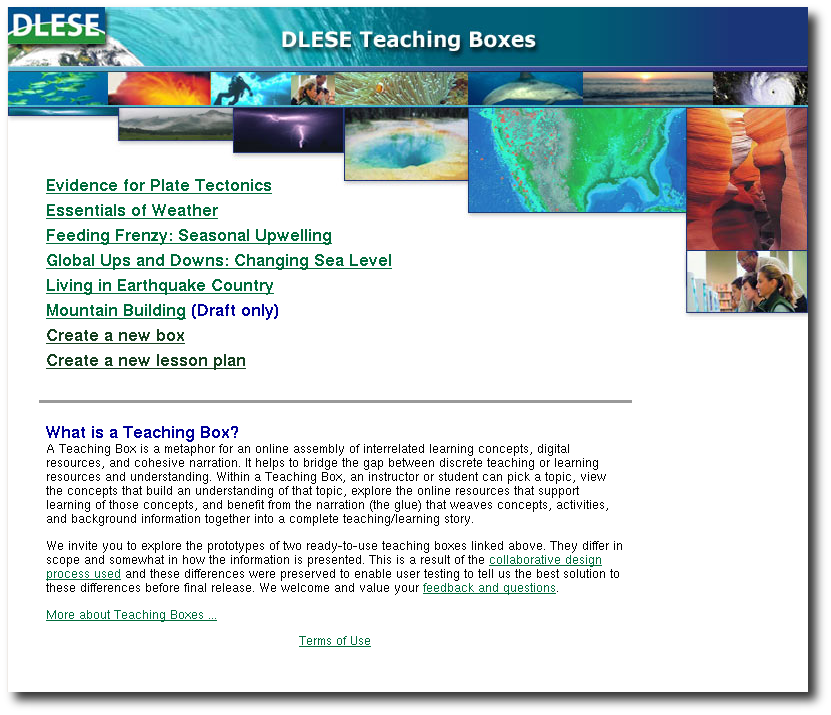 DLESE
DLESE Teaching Boxes
Evidence for Plate Tectonics
Essentials of Weather
Feeding Frenzy: Seasonal Upwelling
Global Ups and Downs: Changing Sea Level
Living in Earthquake Country
Mountain Building (Draft only)
Create a new box
Create a new lesson plan
What is a Teaching Box?
A Teaching Box is a metaphor for an online assembly of interrelated learning concepts, digital
resources, and cohesive narration. It helps to bridge the gap between discrete teaching or learning
resources and understanding. Within a Teaching Box, an instructor or student can pick a topic, view
the concepts that build an understanding of that topic, explore the online resources that support
learning of those concepts, and benefit from the narration (the glue) that weaves concepts, activities,
and background information together into a complete teaching/learning story.
We invite you to explore the prototypes of two ready-to-use teaching boxes linked above. They differ in
scope and somewhat in how the information is presented. This is a result of the collaborative design
process used and these differences were preserved to enable user testing to tell us the best solution to
these differences before final release. We welcome and value your feedback and questions.
More about Teaching Boxes ...
Terms of Use